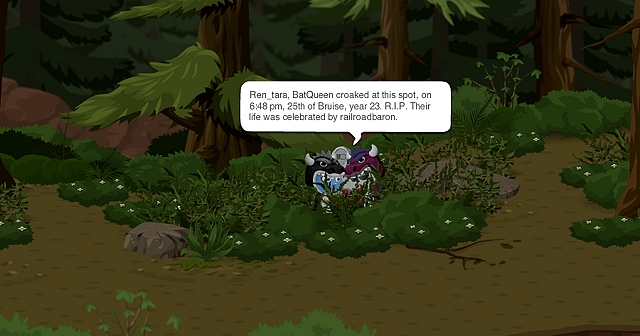 Ren_tara, BatQueen croaked at this spot, on
6:48 pm, 25th of Bruise, year 23. R.I.P. Their
life was celebrated by railroadbaron.